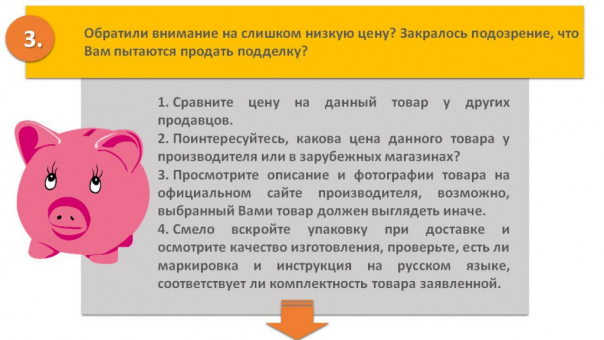 3.
Обратили внимание на слишком низкую цену? Закралось подозрение, что
Вам пытаются продать подделку?
1. Сравните цену на данный товар у других
продавцов.
2. Поинтересуйтесь, какова цена данного товара у
производителя или в зарубежных магазинах?
3. Просмотрите описание и фотографии товара на
официальном сайте производителя, возможно,
выбранный Вами товар должен выглядеть иначе.
4. Смело вскройте упаковку при доставке и
осмотрите качество изготовления, проверьте, есть ли
маркировка и инструкция на русском языке,
соответствует ли комплектность товара заявленной.